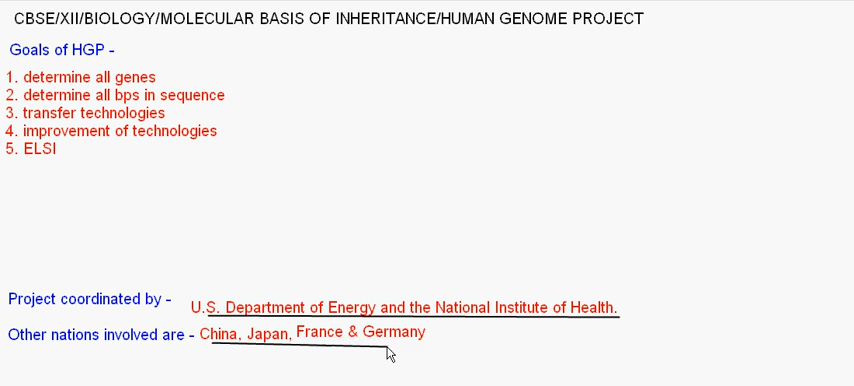 CBSE/XII/BIOLOGY/MOLECULAR BASIS OF INHERITANCE/HUMAN GENOME PROJECT
Goals of HGP -
1. determine all genes
2. determine all bps in sequence
3. transfer technologies
4. improvement of technologies
5. ELSI
Project coordinated by - U.S. Department of Energy and the National Institute of Health.
Other nations involved are - China, Japan, France & Germany